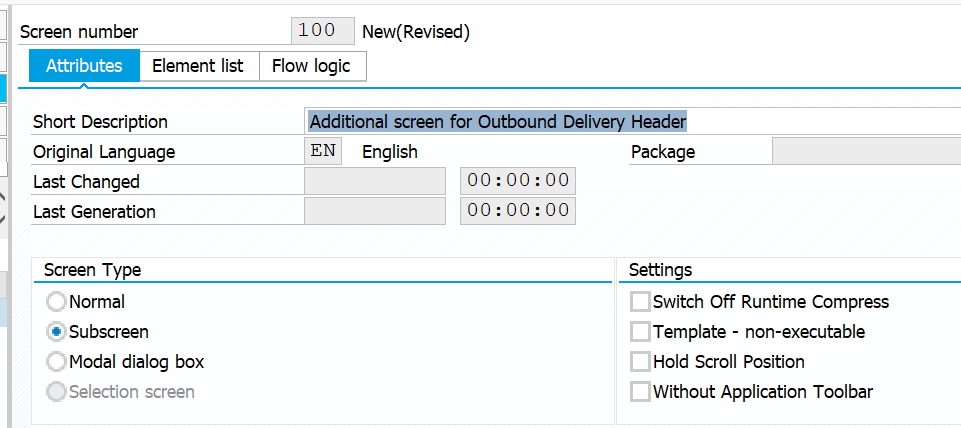 Screen number 100 New(Revised)
Attributes Element list Flow logic
Short Description Additional screen for Outbound Delivery Header
Original Language EN English Package
Last Changed 00:00:00
Last Generation 00:00:00
Screen Type Settings
Normal Switch Off Runtime Compress
Subscreen Template - non-executable
Modal dialog box Hold Scroll Position
Selection screen Without Application Toolbar